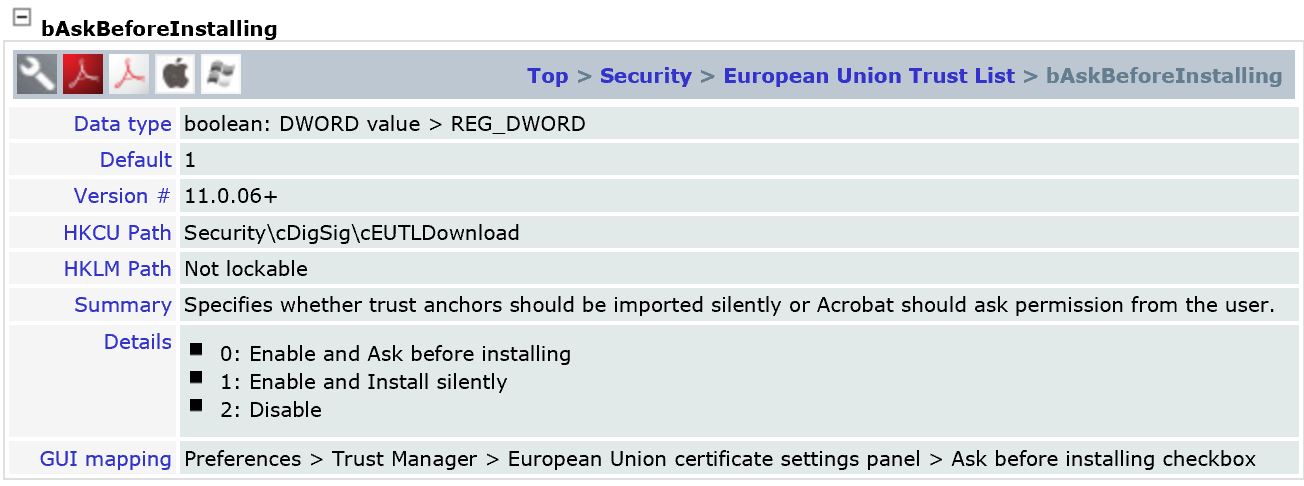 bAskBeforeInstalling
Top > Security > European Union Trust List > bAskBeforeInstalling
Data type boolean: DWORD value > REG_DWORD
Default 1
Version # 11.0.06+
HKCU Path Security\cDigSig\cEUTLDownload
HKLM Path Not lockable
Summary Specifies whether trust anchors should be imported silently or Acrobat should ask permission from the user.
Details
0: Enable and Ask before installing
1: Enable and Install silently
2: Disable
GUI mapping Preferences > Trust Manager > European Union certificate settings panel > Ask before installing checkbox